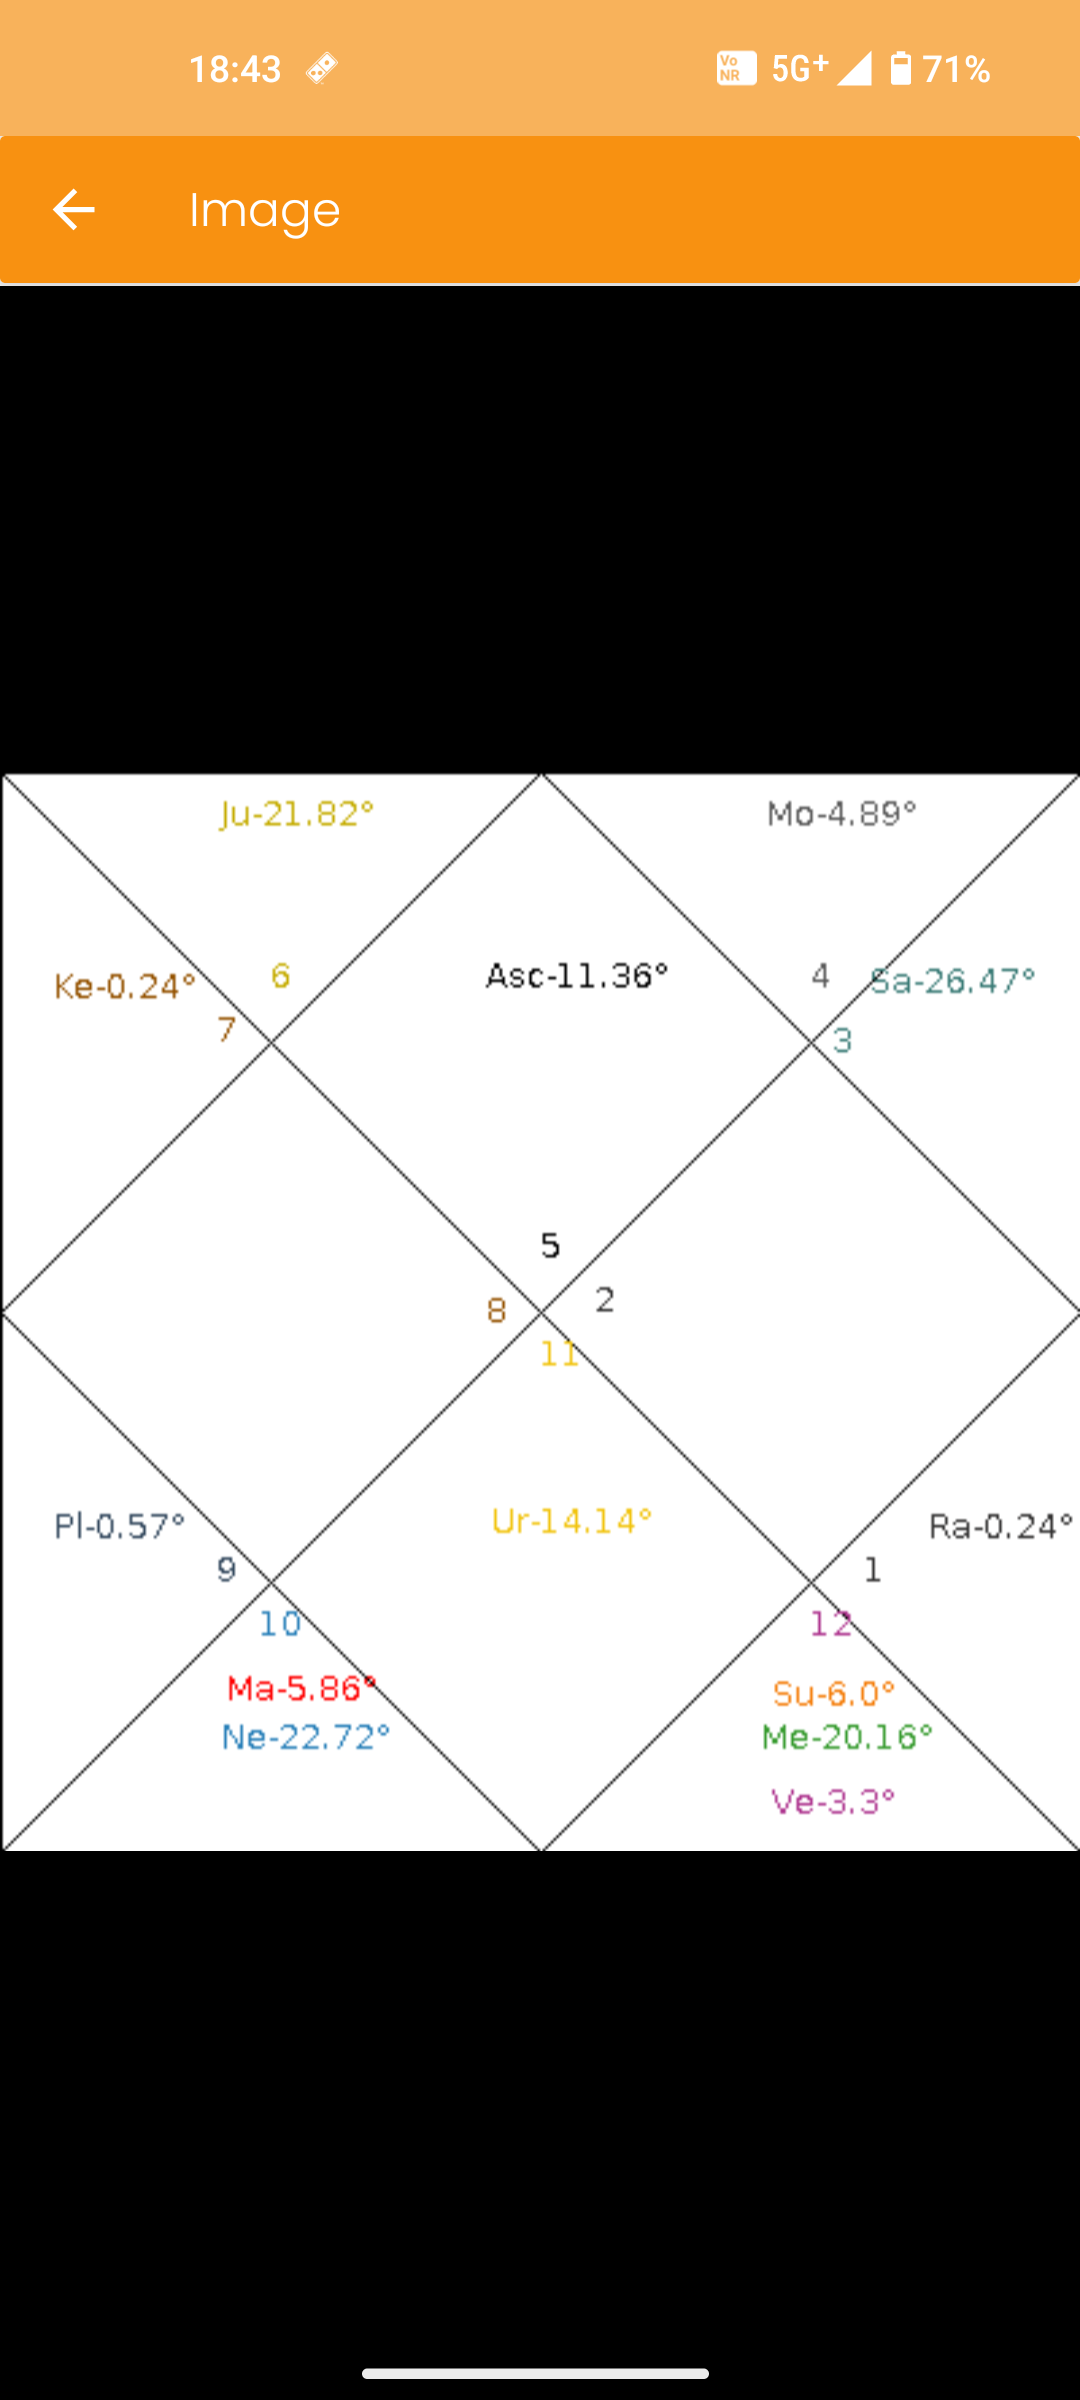 18:43
Vo NR 5G+ 71%
Image
Ju-21.82°
Mo-4.89°
Ke-0.24°
6
Asc-11.36°
4
Sa-26.47°
7
3
5
8
2
11
Pl-0.57°
Ur-14.14°
Ra-0.24°
9
1
10
12
Ma-5.86°
Su-6.0°
Ne-22.72°
Me-20.16°
Ve-3.3°